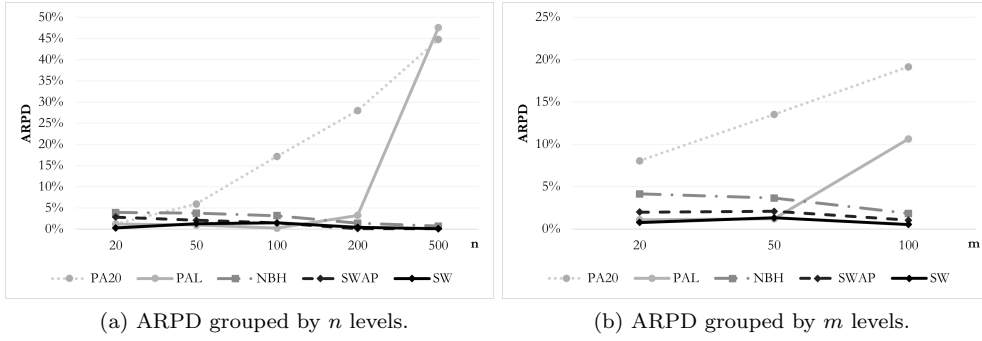 50%
45%
40%
35%
30%
25%
20%
15%
10%
5%
0%
ARPD
20 50 100 200 500 n
PA20 PAL NBH SWAP SW
(a) ARPD grouped by n levels.
25%
20%
15%
10%
5%
0%
ARPD
20 50 100 m
PA20 PAL NBH SWAP SW
(b) ARPD grouped by m levels.